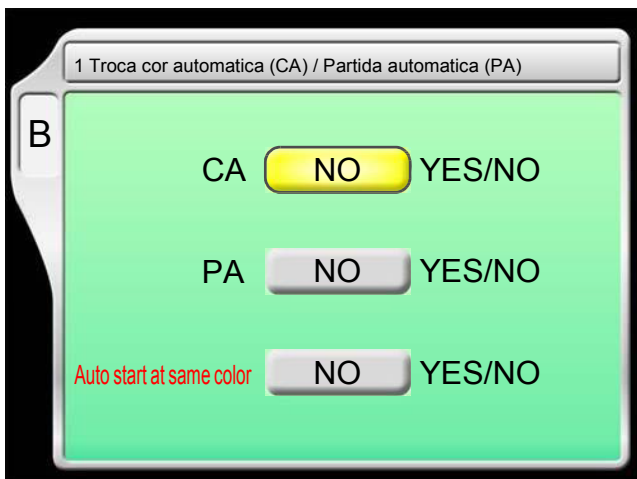 1 Troca cor automatica (CA) / Partida automatica (PA)
B
CA NO YES/NO
PA NO YES/NO
Auto start at same color NO YES/NO